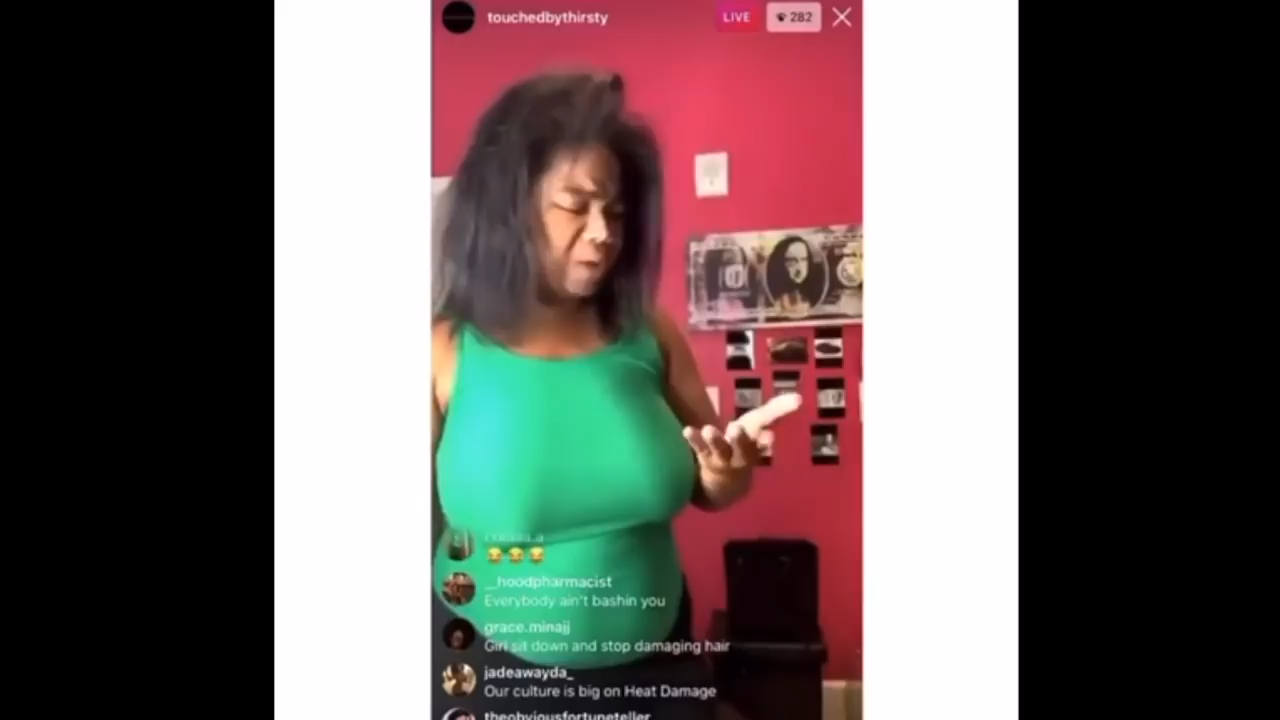 touchedbythirsty
LIVE
282
😂😂😂
__hoodpharmacist
Everybody ain't bashin you
grace.minajj
Girl sit down and stop damaging hair
jadeawayda_
Our culture is big on Heat Damage
theobviousfortuneteller